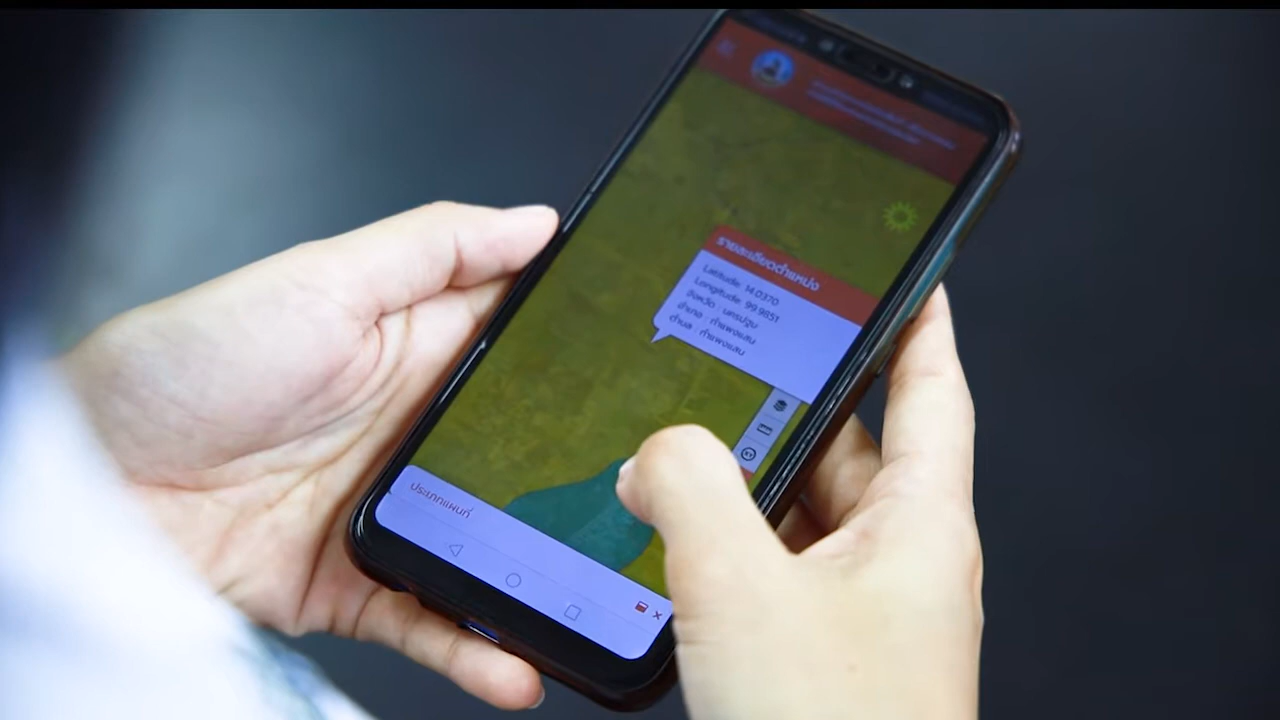 รายละเอียดตำแหน่ง
Latitude: 14.0370
Longitude: 99.9851
จังหวัด : นครปฐม
อำเภอ : กำแพงแสน
ตำบล : กำแพงแสน
ประเภทแผนที่